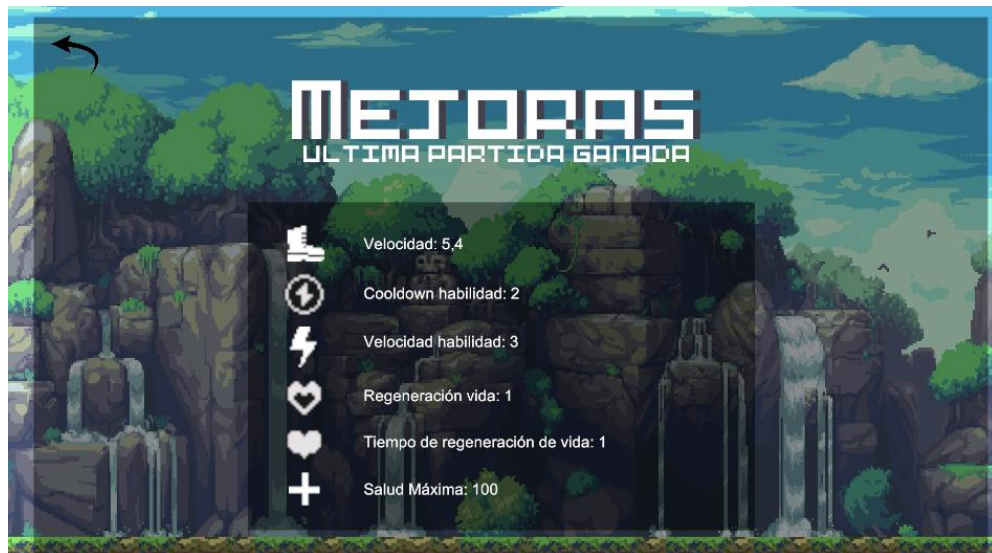 MEJORAS
ULTIMA PARTIDA GANADA
Velocidad: 5,4
Cooldown habilidad: 2
Velocidad habilidad: 3
Regeneración vida: 1
Tiempo de regeneración de vida: 1
Salud Máxima: 100